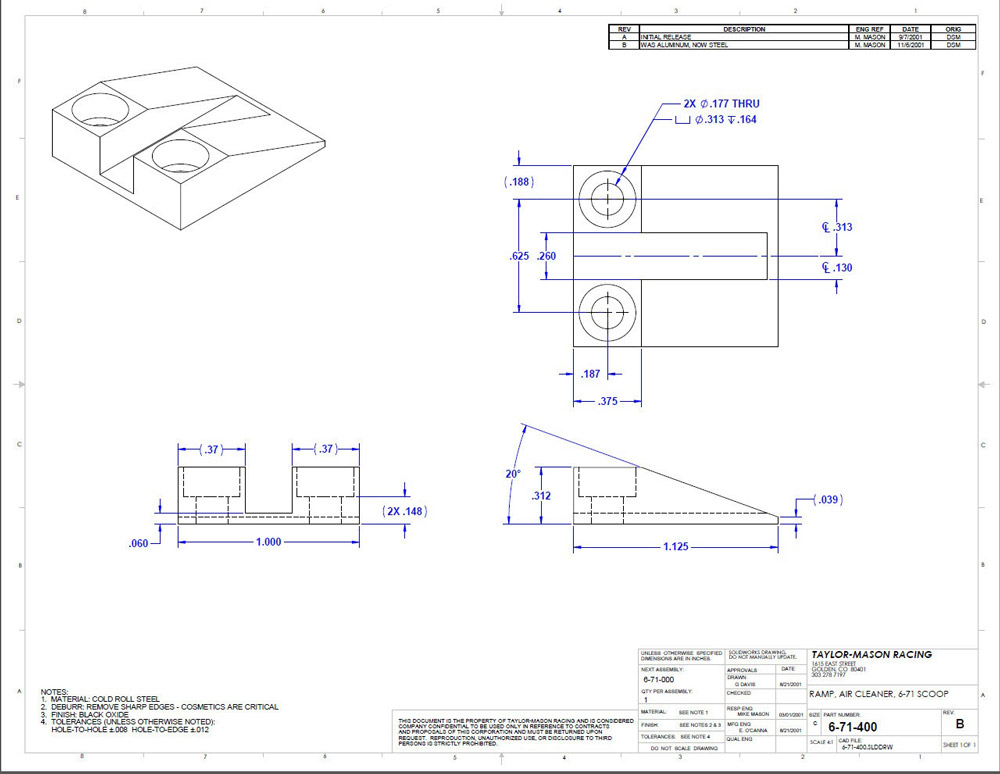 8 7 6 5 4 3 2 1
REV DESCRIPTION ENG REF DATE ORIG
A INITIAL RELEASE M. MASON 9/7/2001 DSM
B WAS ALUMINUM, NOW STEEL M. MASON 11/6/2001 DSM
F F
2X Ø.177 THRU
⌴ Ø.313 ↧.164
(.188)
E E
℄ .313
.625 .260
℄ .130
D D
.187
.375
C C
(.37) (.37)
20°
.312
(.039)
(2X .148)
.060
1.000
1.125
B B
A A
NOTES:
1. MATERIAL: COLD ROLL STEEL
2. DEBURR: REMOVE SHARP EDGES - COSMETICS ARE CRITICAL
3. FINISH: BLACK OXIDE
4. TOLERANCES (UNLESS OTHERWISE NOTED):
HOLE-TO-HOLE ±.008 HOLE-TO-EDGE ±.012
THIS DOCUMENT IS THE PROPERTY OF TAYLOR-MASON RACING AND IS CONSIDERED
COMPANY CONFIDENTIAL TO BE USED ONLY IN REFERENCE TO CONTRACTS
AND PROPOSALS OF THIS CORPORATION AND MUST BE RETURNED UPON
REQUEST. REPRODUCTION, UNAUTHORIZED USE, OR DISCLOSURE TO THIRD
PERSONS IS STRICTLY PROHIBITED.
UNLESS OTHERWISE SPECIFIED
DIMENSIONS ARE IN INCHES.
NEXT ASSEMBLY:
6-71-000
QTY PER ASSEMBLY:
1
MATERIAL: SEE NOTE 1
FINISH: SEE NOTES 2 & 3
TOLERANCES: SEE NOTE 4
DO NOT SCALE DRAWING
SOLIDWORKS DRAWING,
DO NOT MANUALLY UPDATE.
APPROVALS DATE
DRAWN
G DAVIS 8/21/2001
CHECKED
RESP ENG
MIKE MASON 03/01/2001
MFG ENG
E. O'CANNA 8/21/2001
QUAL ENG
TAYLOR-MASON RACING
1615 EAST STREET
GOLDEN, CO 80401
303 278 7197
RAMP, AIR CLEANER, 6-71 SCOOP
SIZE PART NUMBER: REV.
C 6-71-400 B
SCALE 4:1 CAD FILE: 6-71-400.SLDDRW SHEET 1 OF 1
8 7 6 5 4 3 2 1